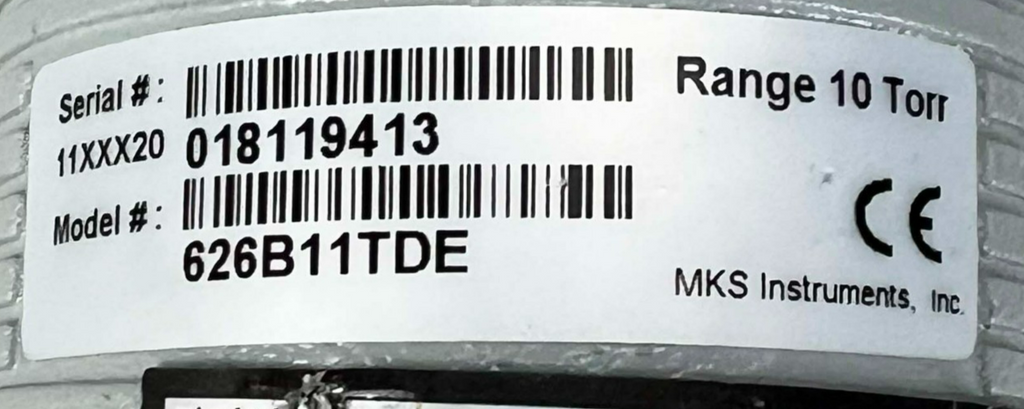 Serial #:
11XXX20 018119413
Model #:
626B11TDE
Range 10 Torr
CE
MKS Instruments, Inc.